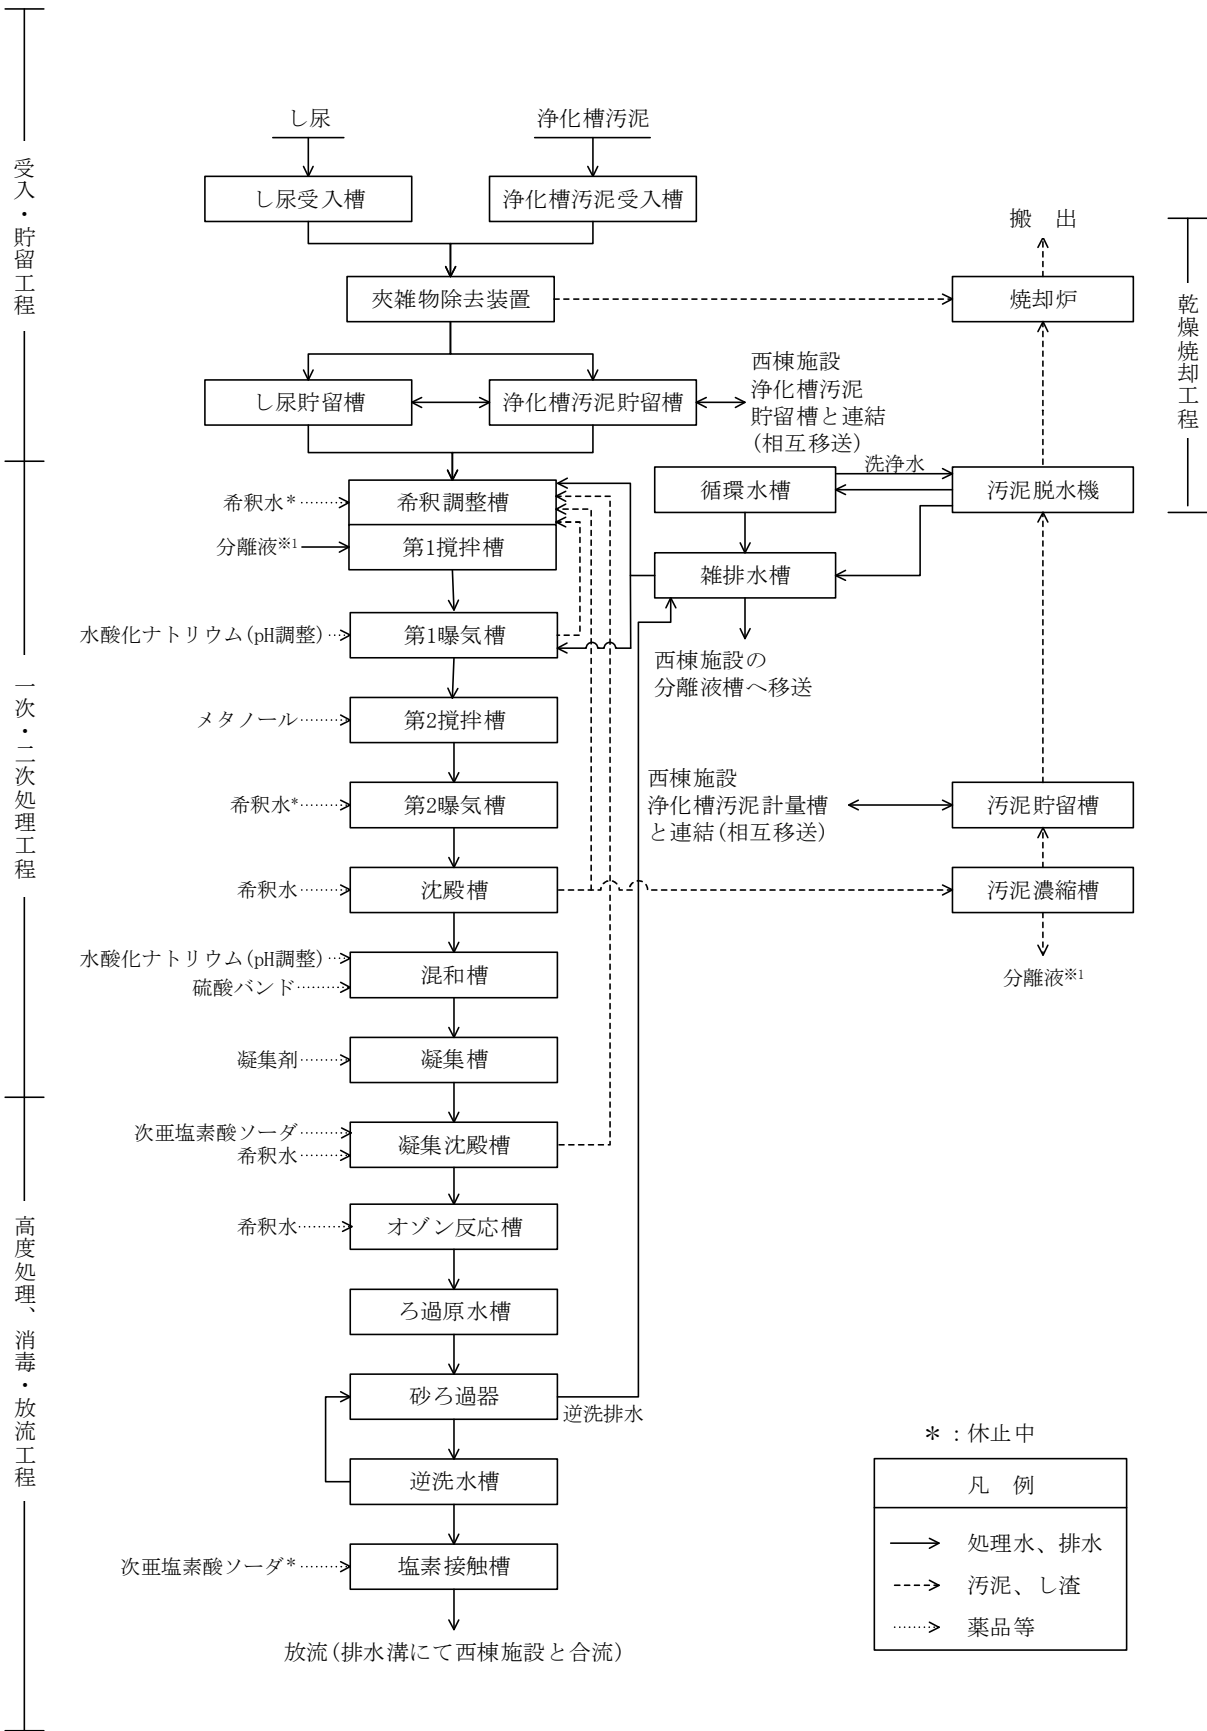 受入・貯留工程
し尿
浄化槽汚泥
し尿受入槽
浄化槽汚泥受入槽
搬　出
夾雑物除去装置
焼却炉
乾燥焼却工程
西棟施設
浄化槽汚泥
貯留槽と連結
(相互移送)
し尿貯留槽
浄化槽汚泥貯留槽
洗浄水
希釈水*
希釈調整槽
循環水槽
汚泥脱水機
分離液※1
第1撹拌槽
雑排水槽
水酸化ナトリウム(pH調整)
第1曝気槽
西棟施設の
分離液槽へ移送
一次・二次処理工程
メタノール
第2撹拌槽
西棟施設
浄化槽汚泥計量槽
と連結(相互移送)
希釈水*
第2曝気槽
汚泥貯留槽
希釈水
沈殿槽
汚泥濃縮槽
水酸化ナトリウム(pH調整)
硫酸バンド
混和槽
分離液※1
凝集剤
凝集槽
次亜塩素酸ソーダ
希釈水
凝集沈殿槽
高度処理、消毒・放流工程
希釈水
オゾン反応槽
ろ過原水槽
砂ろ過器
逆洗排水
逆洗水槽
次亜塩素酸ソーダ*
塩素接触槽
放流(排水溝にて西棟施設と合流)
＊：休止中
凡　例
処理水、排水
汚泥、し渣
薬品等